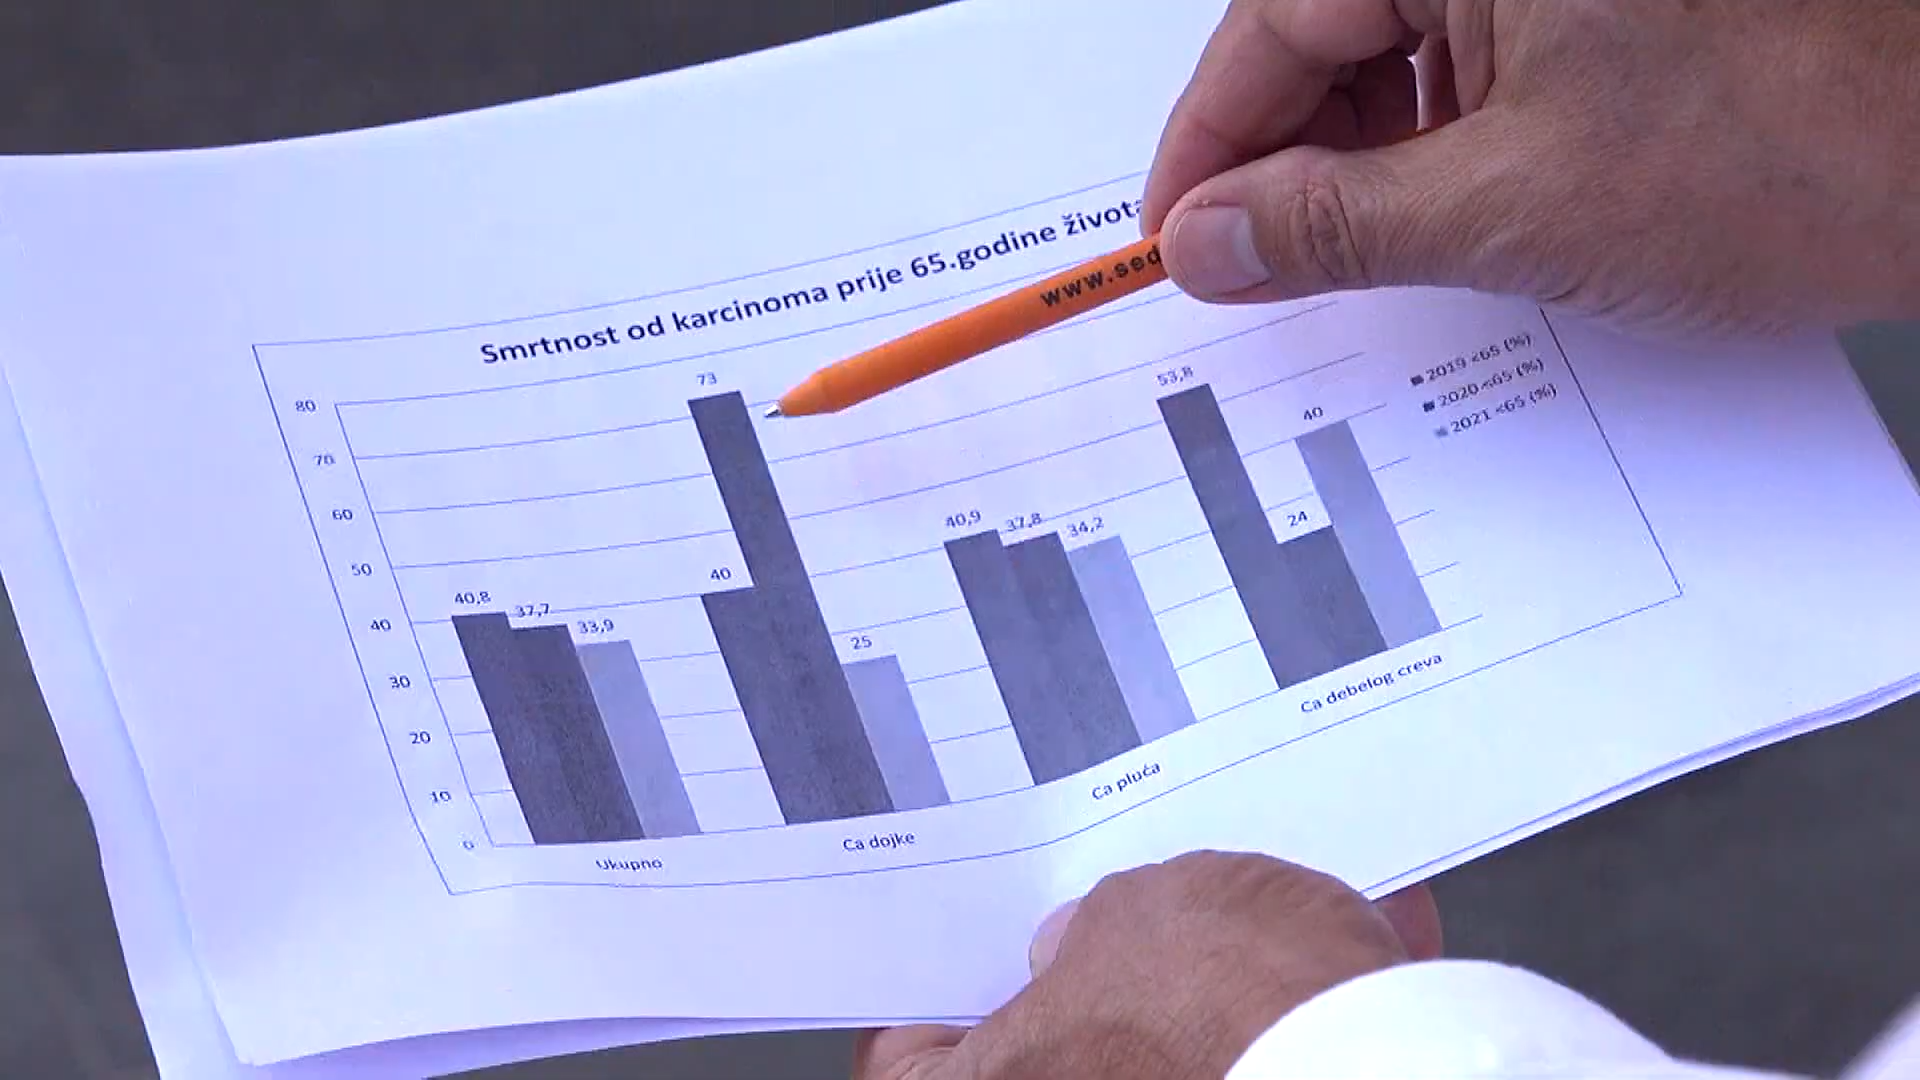 Smrtnost od karcinoma prije 65.godine života
www.sed
2019 <65 (%)
2020 <65 (%)
2021 <65 (%)
80
70
60
50
40
30
20
10
0
40,8
37,7
33,9
40
73
25
40,9
37,8
34,2
53,8
24
40
Ukupno
Ca dojke
Ca pluća
Ca debelog creva